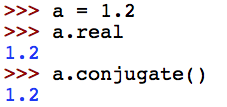 >>> a = 1.2
>>> a.real
1.2
>>> a.conjugate()
1.2